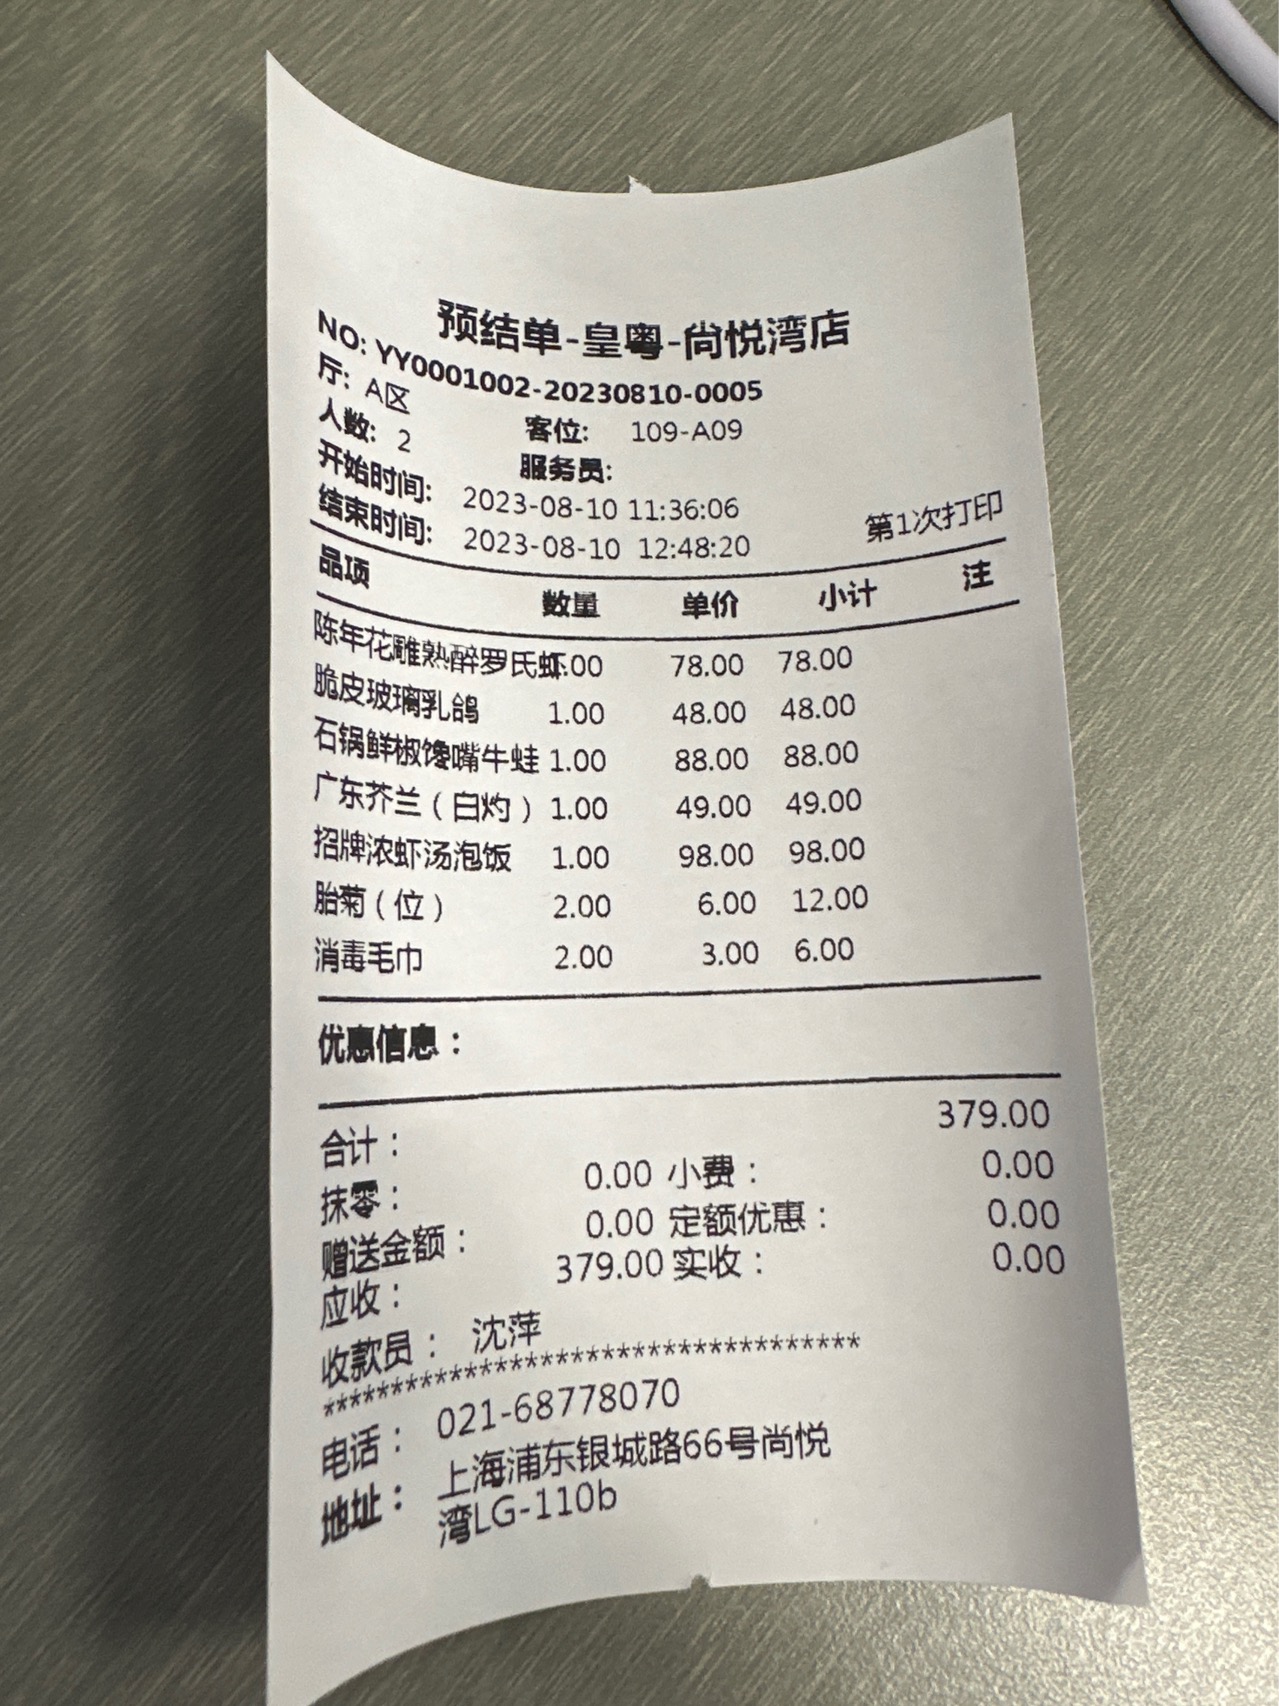 预结单-皇粤-尚悦湾店
NO: YY0001002-20230810-0005
厅: A区 客位: 109-A09
人数: 2 服务员:
开始时间: 2023-08-10 11:36:06
结束时间: 2023-08-10 12:48:20 第1次打印
品项 数量 单价 小计 注
陈年花雕熟醉罗氏虾 .00 78.00 78.00
脆皮玻璃乳鸽 1.00 48.00 48.00
石锅鲜椒馋嘴牛蛙 1.00 88.00 88.00
广东芥兰（白灼） 1.00 49.00 49.00
招牌浓虾汤泡饭 1.00 98.00 98.00
胎菊（位） 2.00 6.00 12.00
消毒毛巾 2.00 3.00 6.00
优惠信息：
合计： 379.00
抹零： 0.00 小费： 0.00
赠送金额： 0.00 定额优惠： 0.00
应收： 379.00 实收： 0.00
收款员： 沈萍
****************************************
电话： 021-68778070
地址： 上海浦东银城路66号尚悦
湾LG-110b